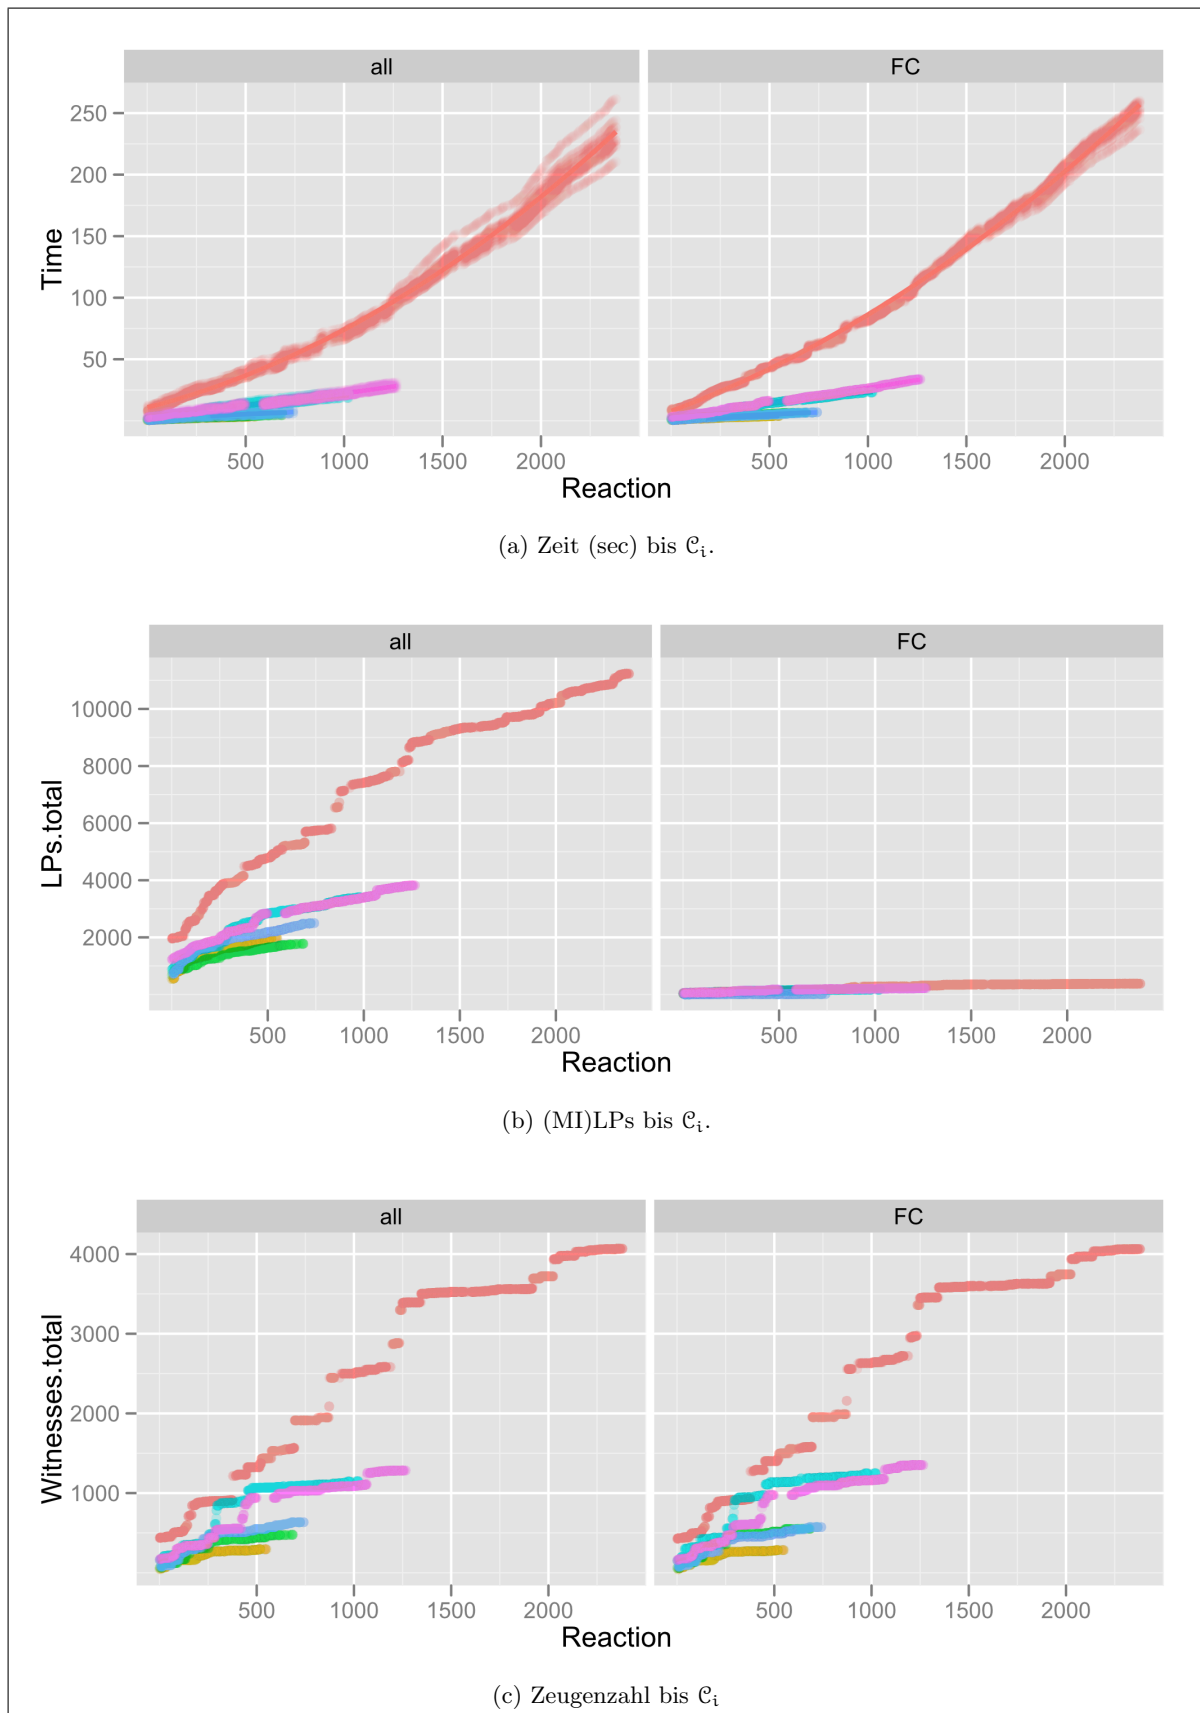 all FC
Time
250
200
150
100
50
500 1000 1500 2000 500 1000 1500 2000
Reaction
(a) Zeit (sec) bis 𝒞ᵢ.
all FC
LPs.total
10000
8000
6000
4000
2000
500 1000 1500 2000 500 1000 1500 2000
Reaction
(b) (MI)LPs bis 𝒞ᵢ.
all FC
Witnesses.total
4000
3000
2000
1000
500 1000 1500 2000 500 1000 1500 2000
Reaction
(c) Zeugenzahl bis 𝒞ᵢ